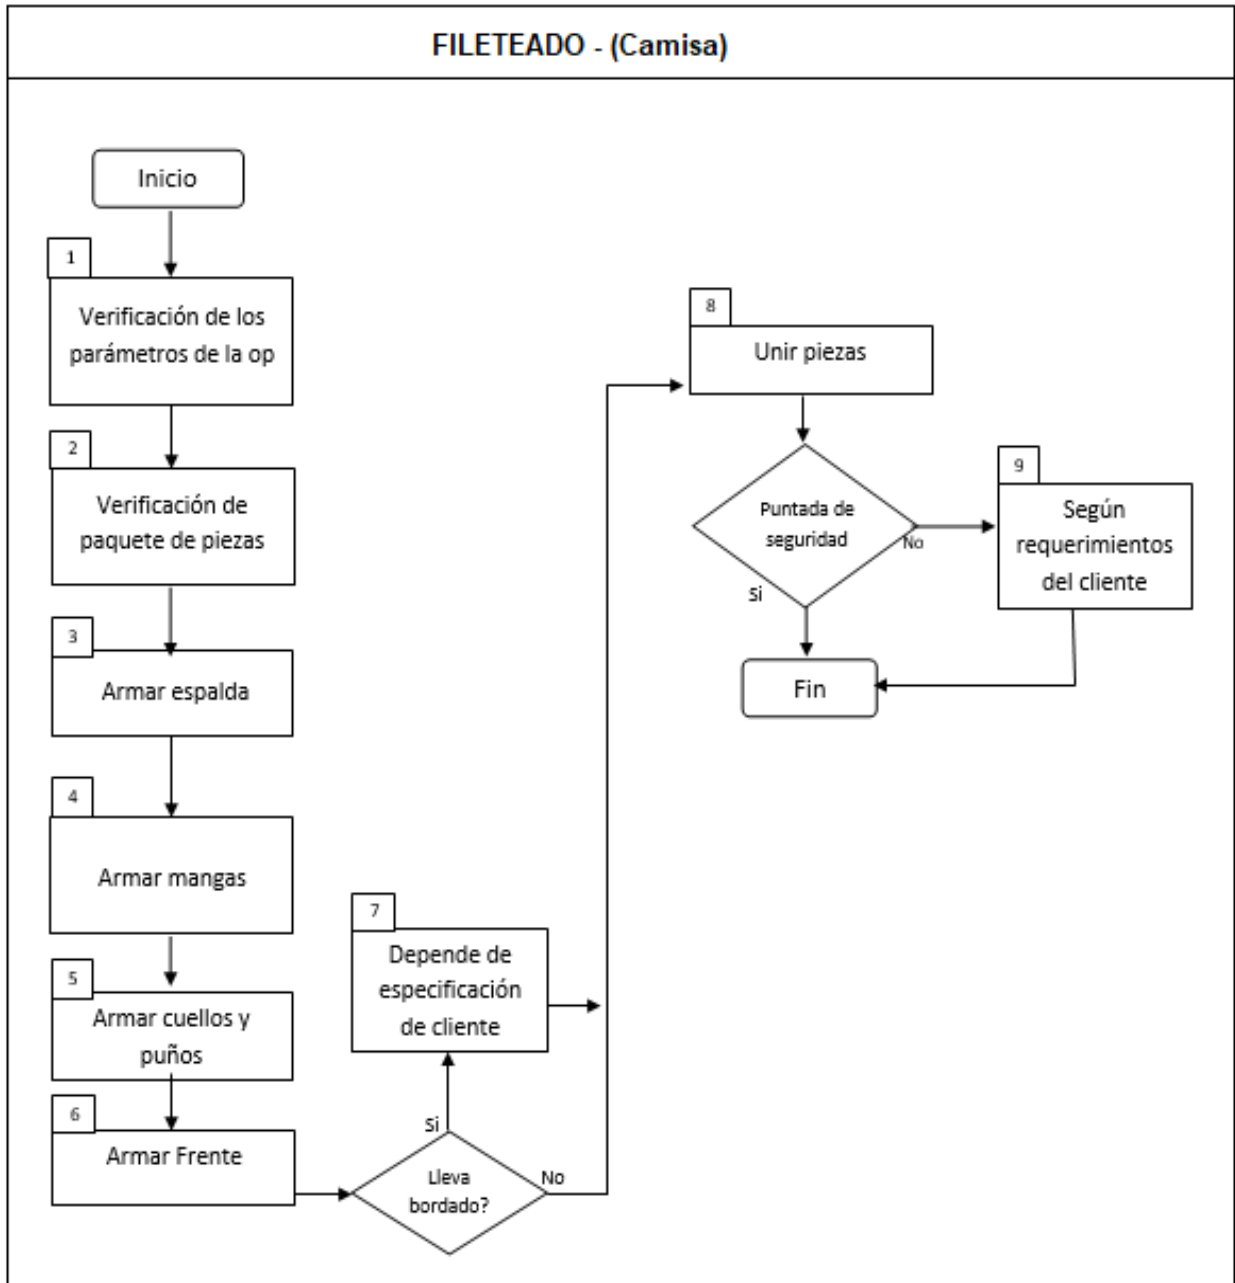 FILETEADO - (Camisa)
Inicio
1
Verificación de los
parámetros de la op
2
Verificación de
paquete de piezas
3
Armar espalda
4
Armar mangas
5
Armar cuellos y
puños
6
Armar Frente
Lleva
bordado?
Si
No
7
Depende de
especificación
de cliente
8
Unir piezas
Puntada de
seguridad
No
Si
9
Según
requerimientos
del cliente
Fin